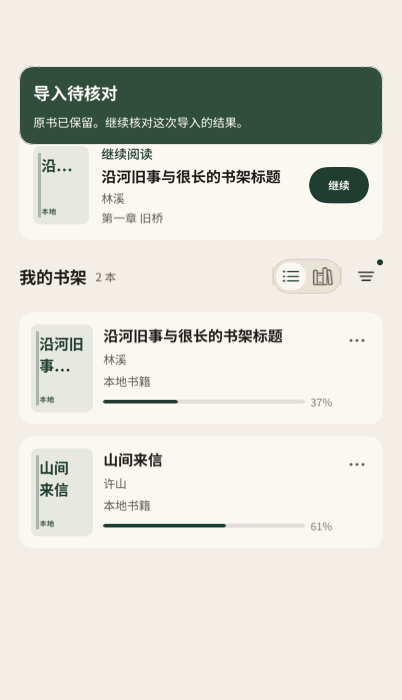 导入待核对
原书已保留。继续核对这次导入的结果。
沿…
本地
继续阅读
沿河旧事与很长的书架标题
林溪
第一章 旧桥
继续
我的书架 2 本
沿河旧
事…
本地
沿河旧事与很长的书架标题
林溪
本地书籍
37%
山间
来信
本地
山间来信
许山
本地书籍
61%